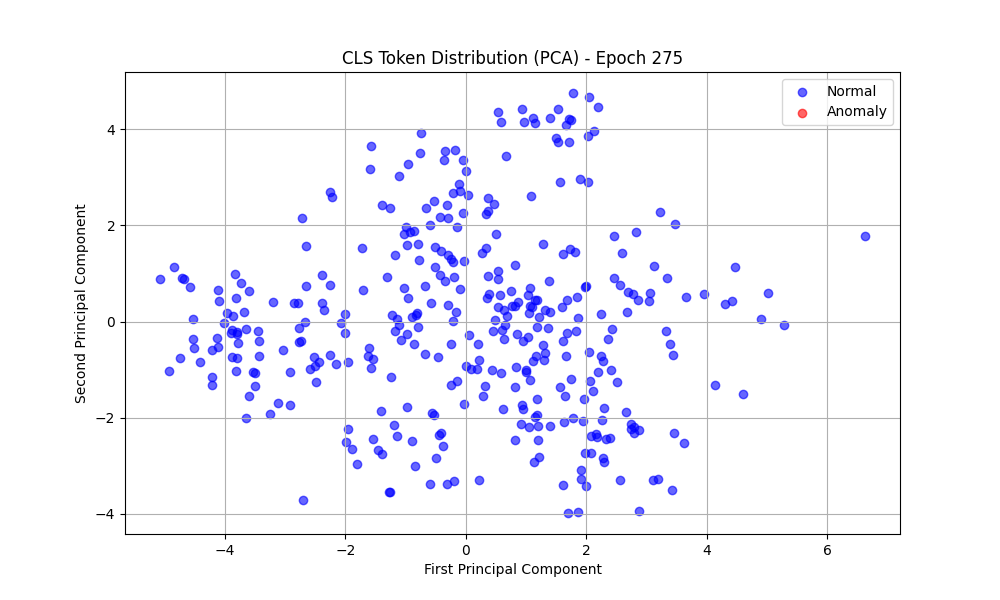 CLS Token Distribution (PCA) - Epoch 275
Normal
Anomaly
4
2
0
−2
−4
Second Principal Component
−4
−2
0
2
4
6
First Principal Component